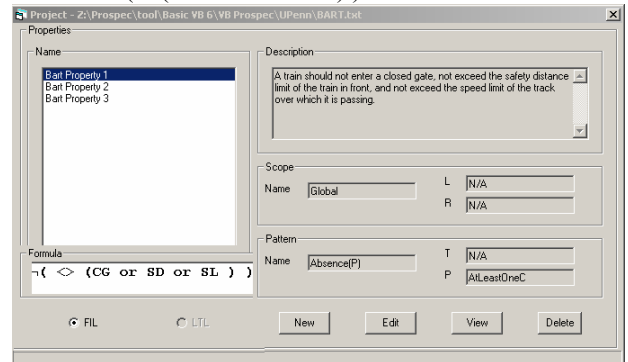 Project - Z:\Prospec\tool\Basic VB 6\VB Prospec\UPenn\BART.txt
Properties
Name
Bart Property 1
Bart Property 2
Bart Property 3
Description
A train should not enter a closed gate, not exceed the safety distance
limit of the train in front, and not exceed the speed limit of the track
over which it is passing.
Scope
Name Global
L N/A
R N/A
Pattern
Name Absence(P)
T N/A
P AtLeastOneC
Formula
¬( <> (CG or SD or SL ) )
FIL LTL New Edit View Delete